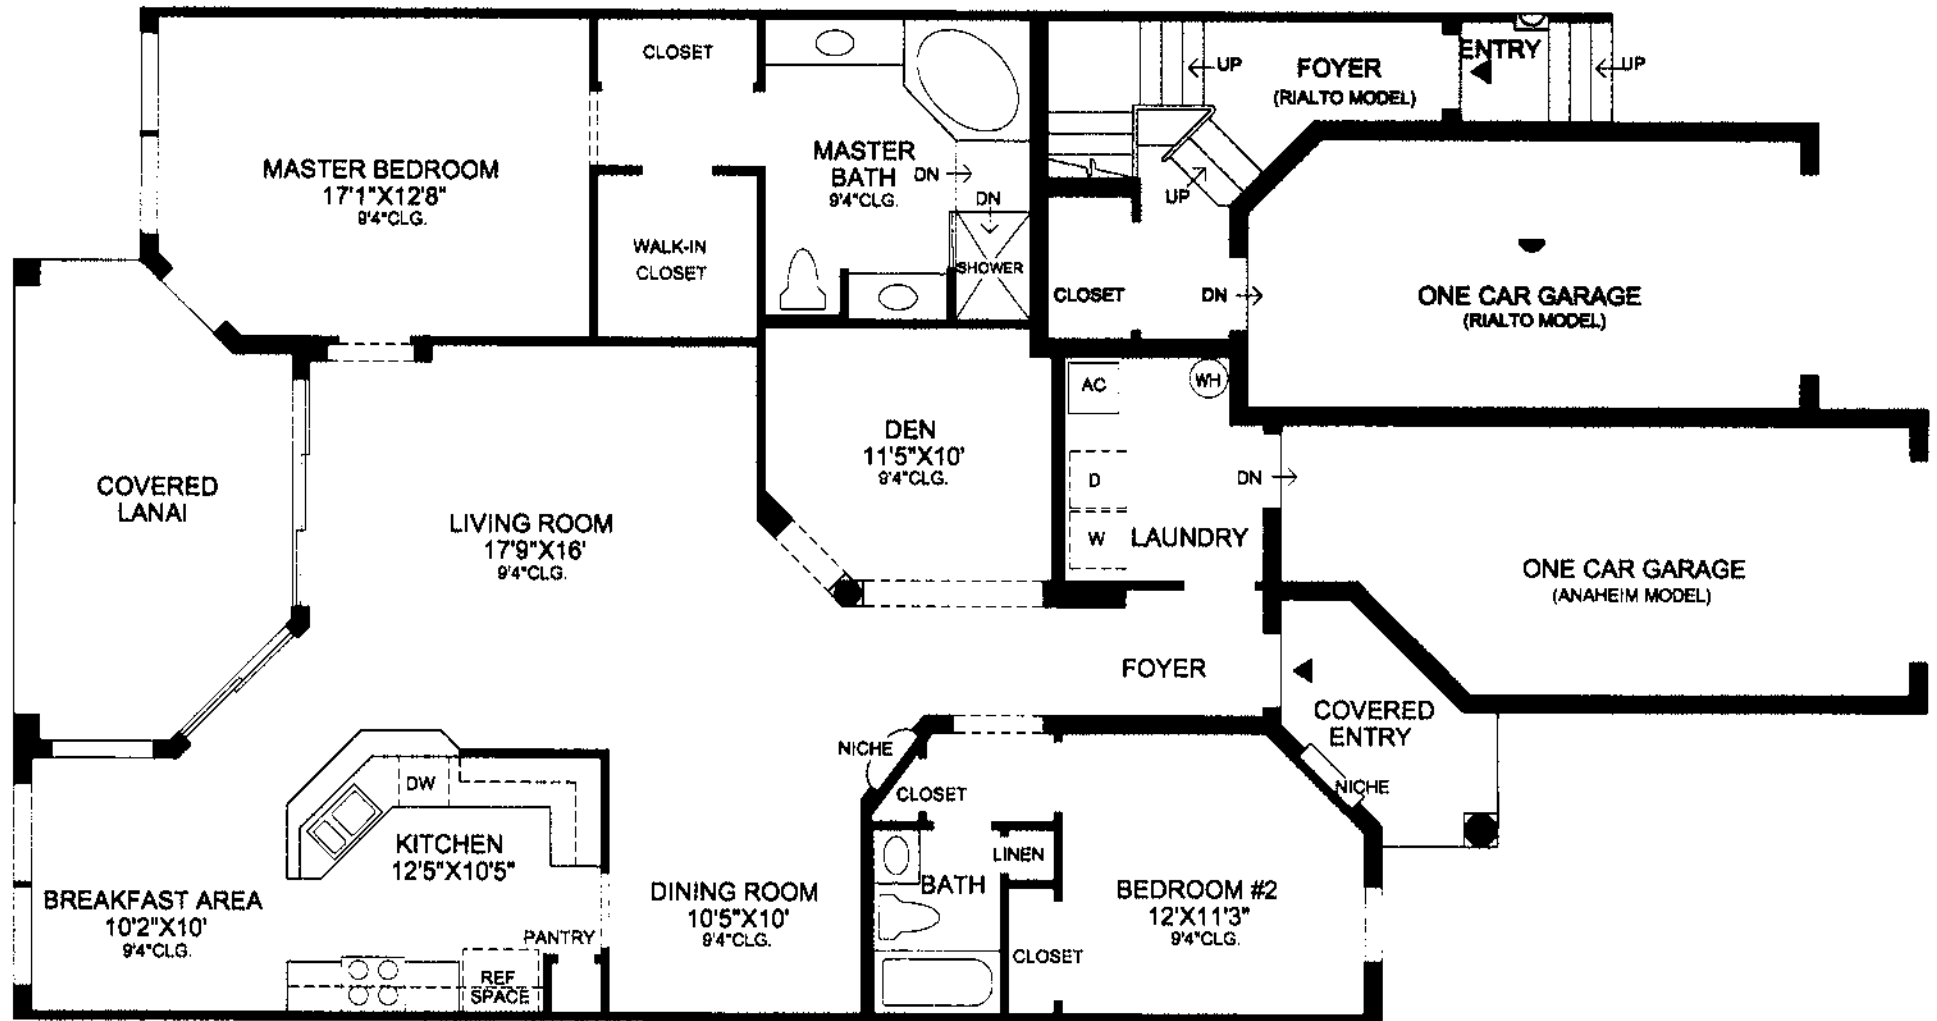 CLOSET
MASTER BEDROOM
17'1"X12'8"
9'4"CLG.
WALK-IN
CLOSET
MASTER
BATH
9'4"CLG.
DN
DN
SHOWER
UP
FOYER
(RIALTO MODEL)
ENTRY
UP
UP
CLOSET
DN
ONE CAR GARAGE
(RIALTO MODEL)
COVERED
LANAI
LIVING ROOM
17'9"X16'
9'4"CLG.
DEN
11'5"X10'
9'4"CLG.
AC
WH
D
W
LAUNDRY
DN
ONE CAR GARAGE
(ANAHEIM MODEL)
FOYER
COVERED
ENTRY
NICHE
NICHE
CLOSET
DW
KITCHEN
12'5"X10'5"
BREAKFAST AREA
10'2"X10'
9'4"CLG.
PANTRY
REF
SPACE
DINING ROOM
10'5"X10'
9'4"CLG.
BATH
LINEN
CLOSET
BEDROOM #2
12'X11'3"
9'4"CLG.